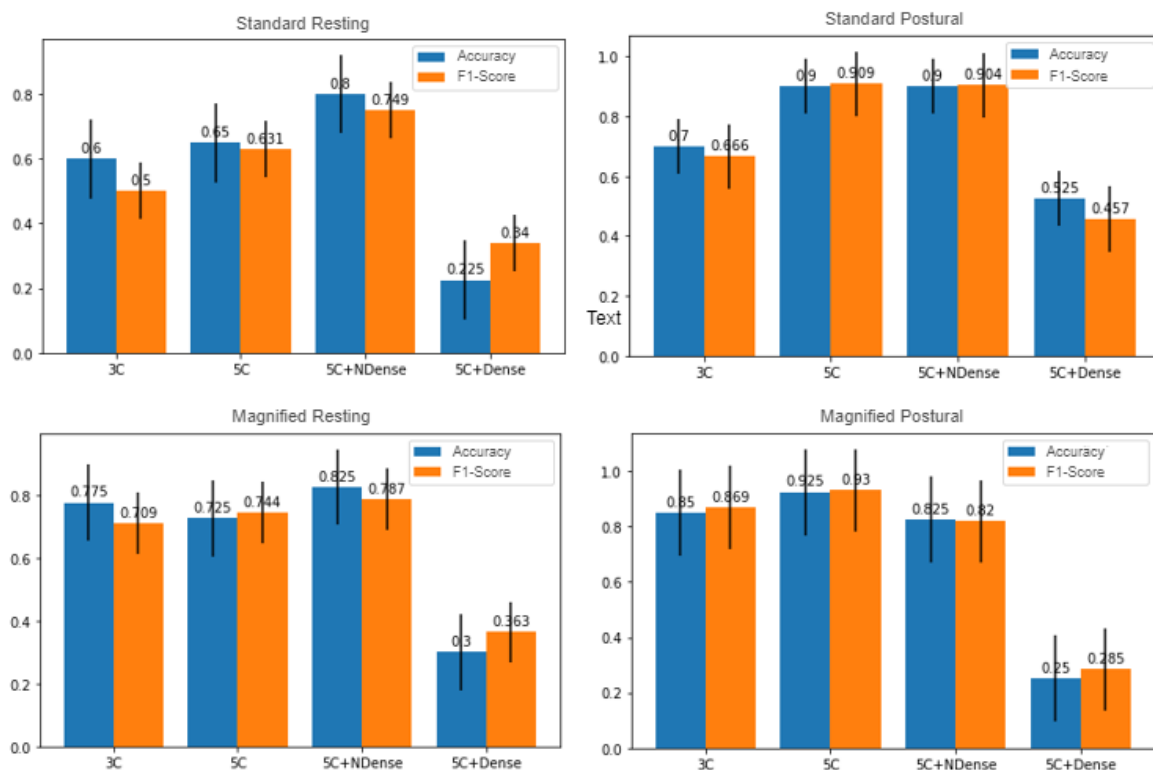 Standard Resting
Accuracy
F1-Score
0.8
0.6
0.4
0.2
0.0
0.6
0.5
0.65
0.631
0.8
0.749
0.225
0.34
3C
5C
5C+NDense
5C+Dense
Standard Postural
Accuracy
F1-Score
1.0
0.8
0.6
0.4
0.2
0.0
Text
0.7
0.666
0.9
0.909
0.9
0.904
0.525
0.457
3C
5C
5C+NDense
5C+Dense
Magnified Resting
Accuracy
F1-Score
0.8
0.6
0.4
0.2
0.0
0.775
0.709
0.725
0.744
0.825
0.787
0.3
0.363
3C
5C
5C+NDense
5C+Dense
Magnified Postural
Accuracy
F1-Score
1.0
0.8
0.6
0.4
0.2
0.0
0.85
0.869
0.925
0.93
0.825
0.82
0.25
0.285
3C
5C
5C+NDense
5C+Dense